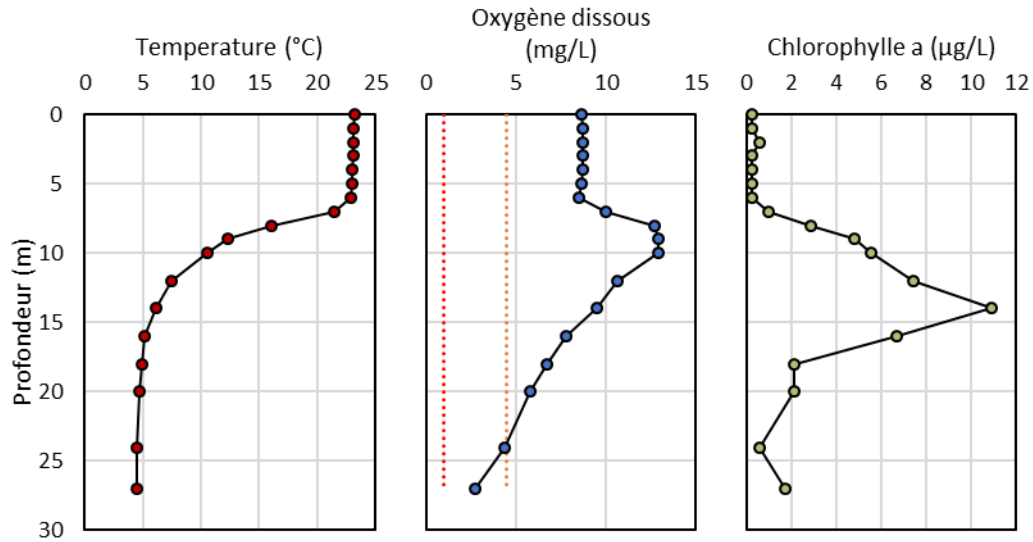 Temperature (°C)
0 5 10 15 20 25
Oxygène dissous
(mg/L)
0 5 10 15
Chlorophylle a (µg/L)
0 2 4 6 8 10 12
Profondeur (m)
0
5
10
15
20
25
30